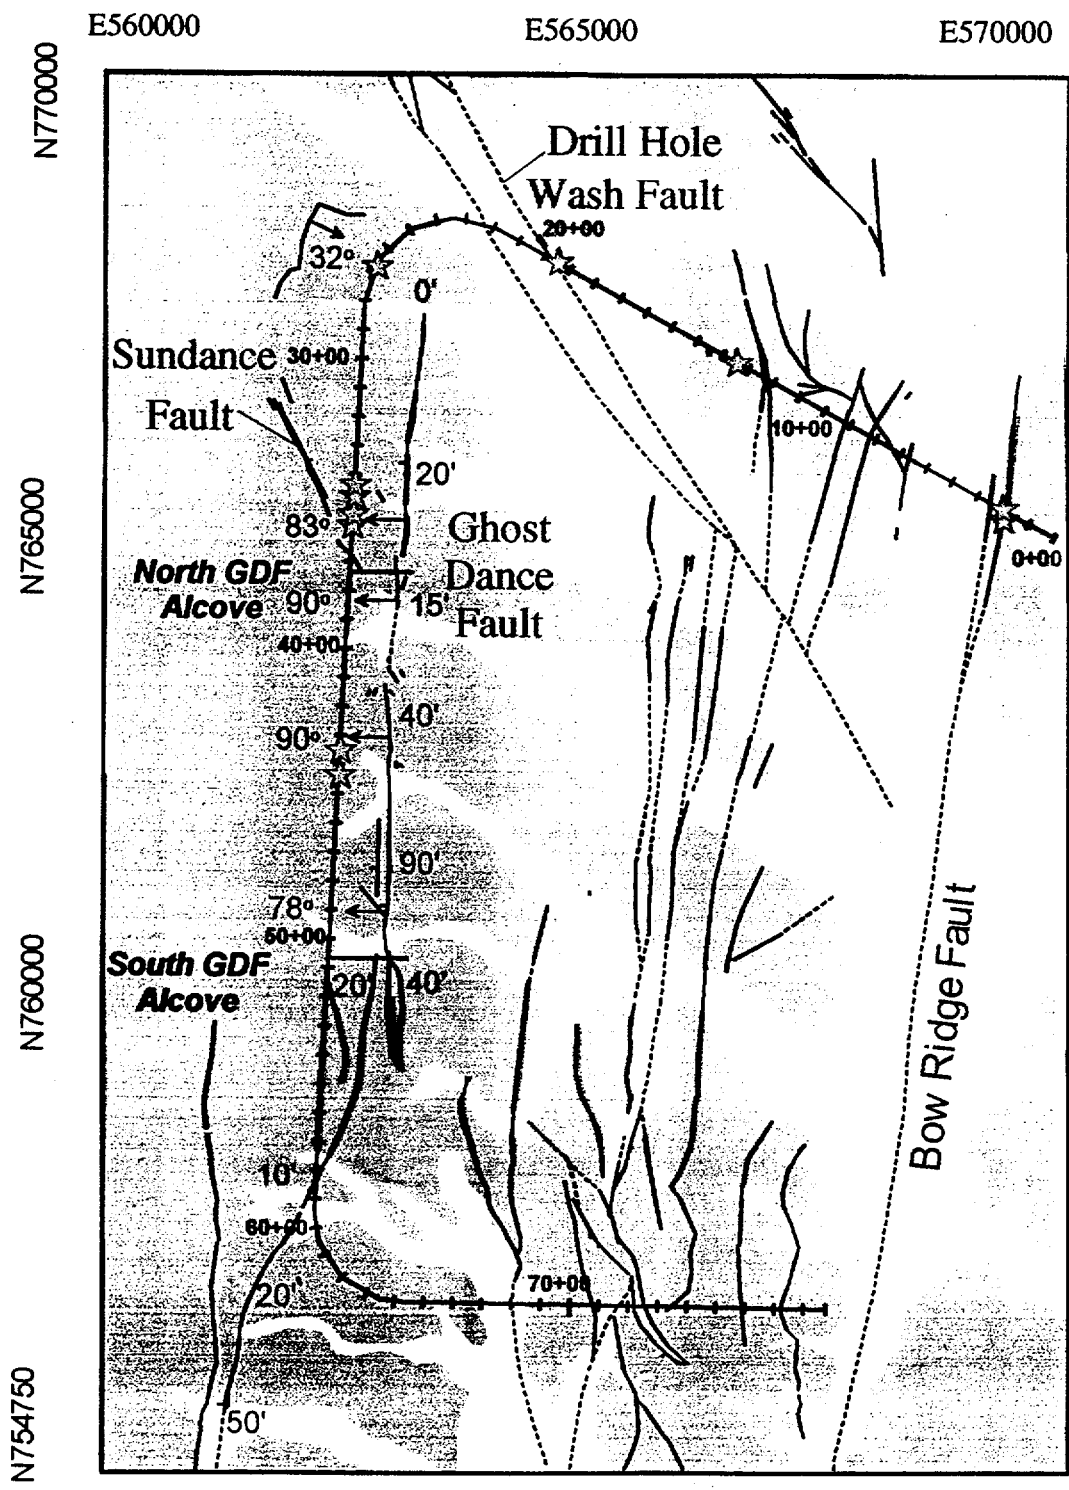 E560000
E565000
E570000
N770000
Drill Hole
Wash Fault
20+00
32°
0'
Sundance
30+00
Fault
10+00
20'
N765000
83°
Ghost
0+00
North GDF
Dance
Alcove
90°
15'
Fault
40+00
40'
90°
90'
78°
50+00
South GDF
20'
40'
Alcove
N760000
Bow Ridge Fault
10'
60+00
20'
70+00
50'
N754750